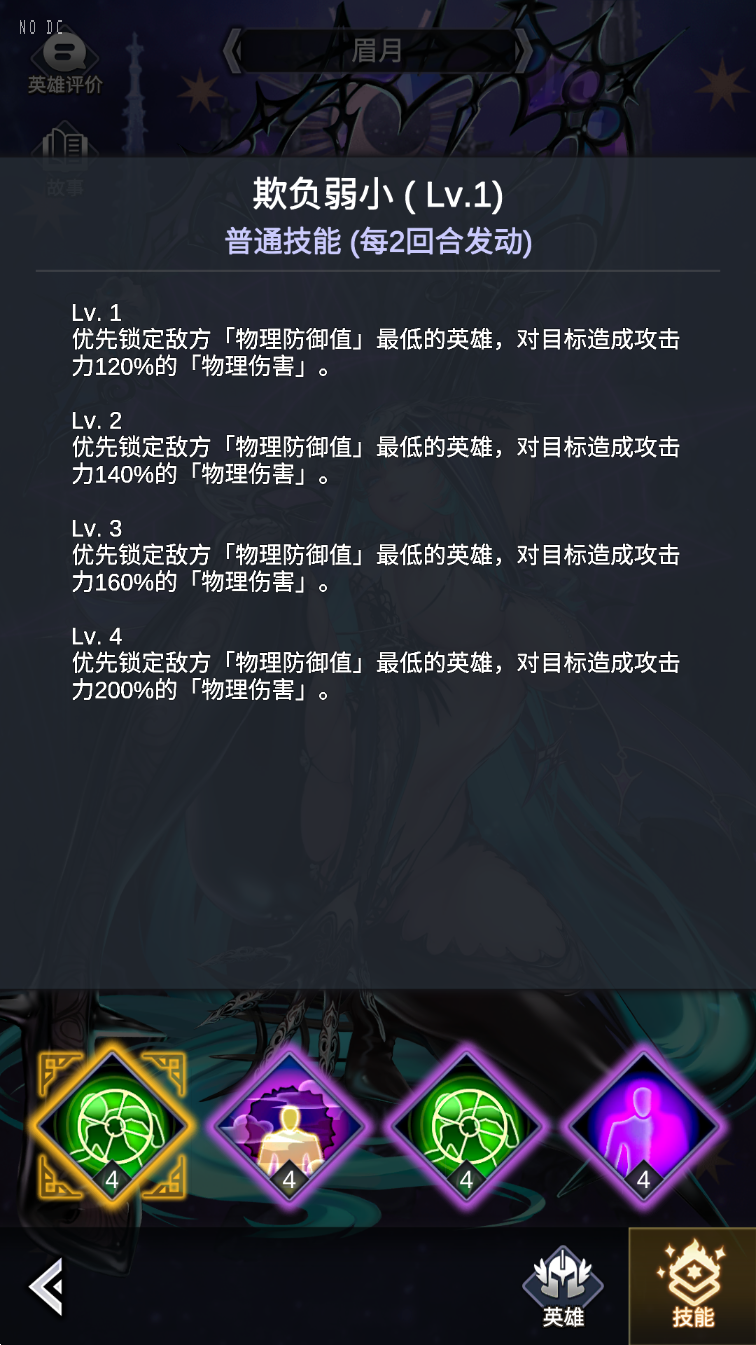 NO DC
英雄评价
眉月
故事
欺负弱小 ( Lv.1)
普通技能 (每2回合发动)
Lv. 1
优先锁定敌方「物理防御值」最低的英雄，对目标造成攻击
力120%的「物理伤害」。
Lv. 2
优先锁定敌方「物理防御值」最低的英雄，对目标造成攻击
力140%的「物理伤害」。
Lv. 3
优先锁定敌方「物理防御值」最低的英雄，对目标造成攻击
力160%的「物理伤害」。
Lv. 4
优先锁定敌方「物理防御值」最低的英雄，对目标造成攻击
力200%的「物理伤害」。
4
4
4
4
英雄
技能